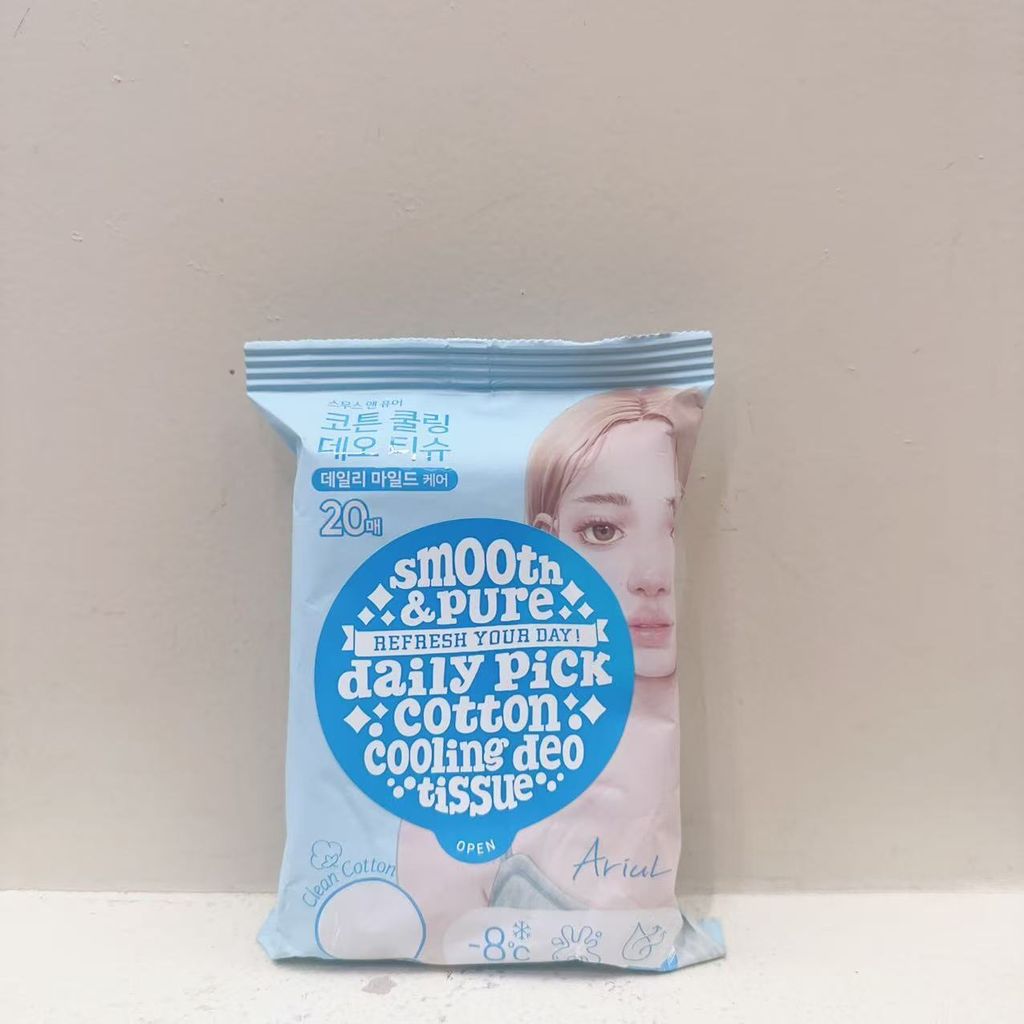 스무스 앤 퓨어
코튼 쿨링
데오 티슈
데일리 마일드 케어
20매
smooth
& pure
REFRESH YOUR DAY!
daily pick
cotton
cooling deo
tissue
OPEN
Clean Cotton
Ariul
-8℃